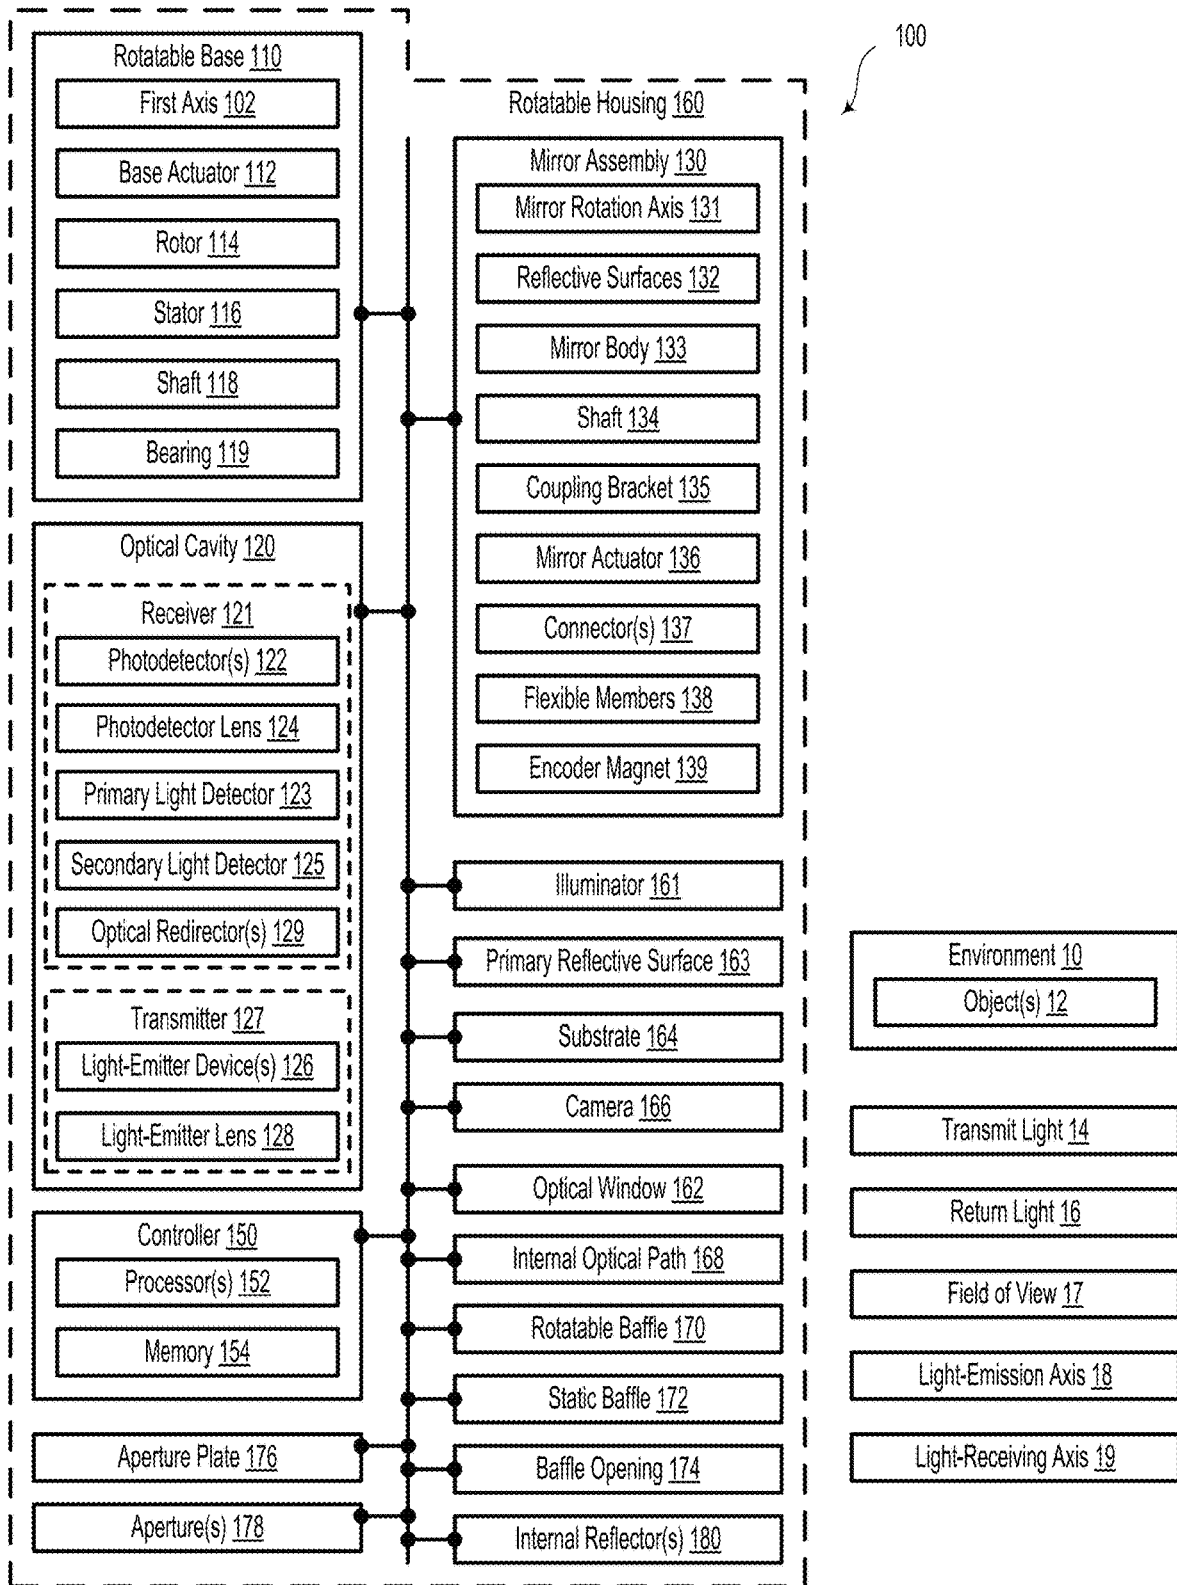 100
Rotatable Base 110
First Axis 102
Base Actuator 112
Rotor 114
Stator 116
Shaft 118
Bearing 119
Optical Cavity 120
Receiver 121
Photodetector(s) 122
Photodetector Lens 124
Primary Light Detector 123
Secondary Light Detector 125
Optical Redirector(s) 129
Transmitter 127
Light-Emitter Device(s) 126
Light-Emitter Lens 128
Controller 150
Processor(s) 152
Memory 154
Aperture Plate 176
Aperture(s) 178
Rotatable Housing 160
Mirror Assembly 130
Mirror Rotation Axis 131
Reflective Surfaces 132
Mirror Body 133
Shaft 134
Coupling Bracket 135
Mirror Actuator 136
Connector(s) 137
Flexible Members 138
Encoder Magnet 139
Illuminator 161
Primary Reflective Surface 163
Substrate 164
Camera 166
Optical Window 162
Internal Optical Path 168
Rotatable Baffle 170
Static Baffle 172
Baffle Opening 174
Internal Reflector(s) 180
Environment 10
Object(s) 12
Transmit Light 14
Return Light 16
Field of View 17
Light-Emission Axis 18
Light-Receiving Axis 19